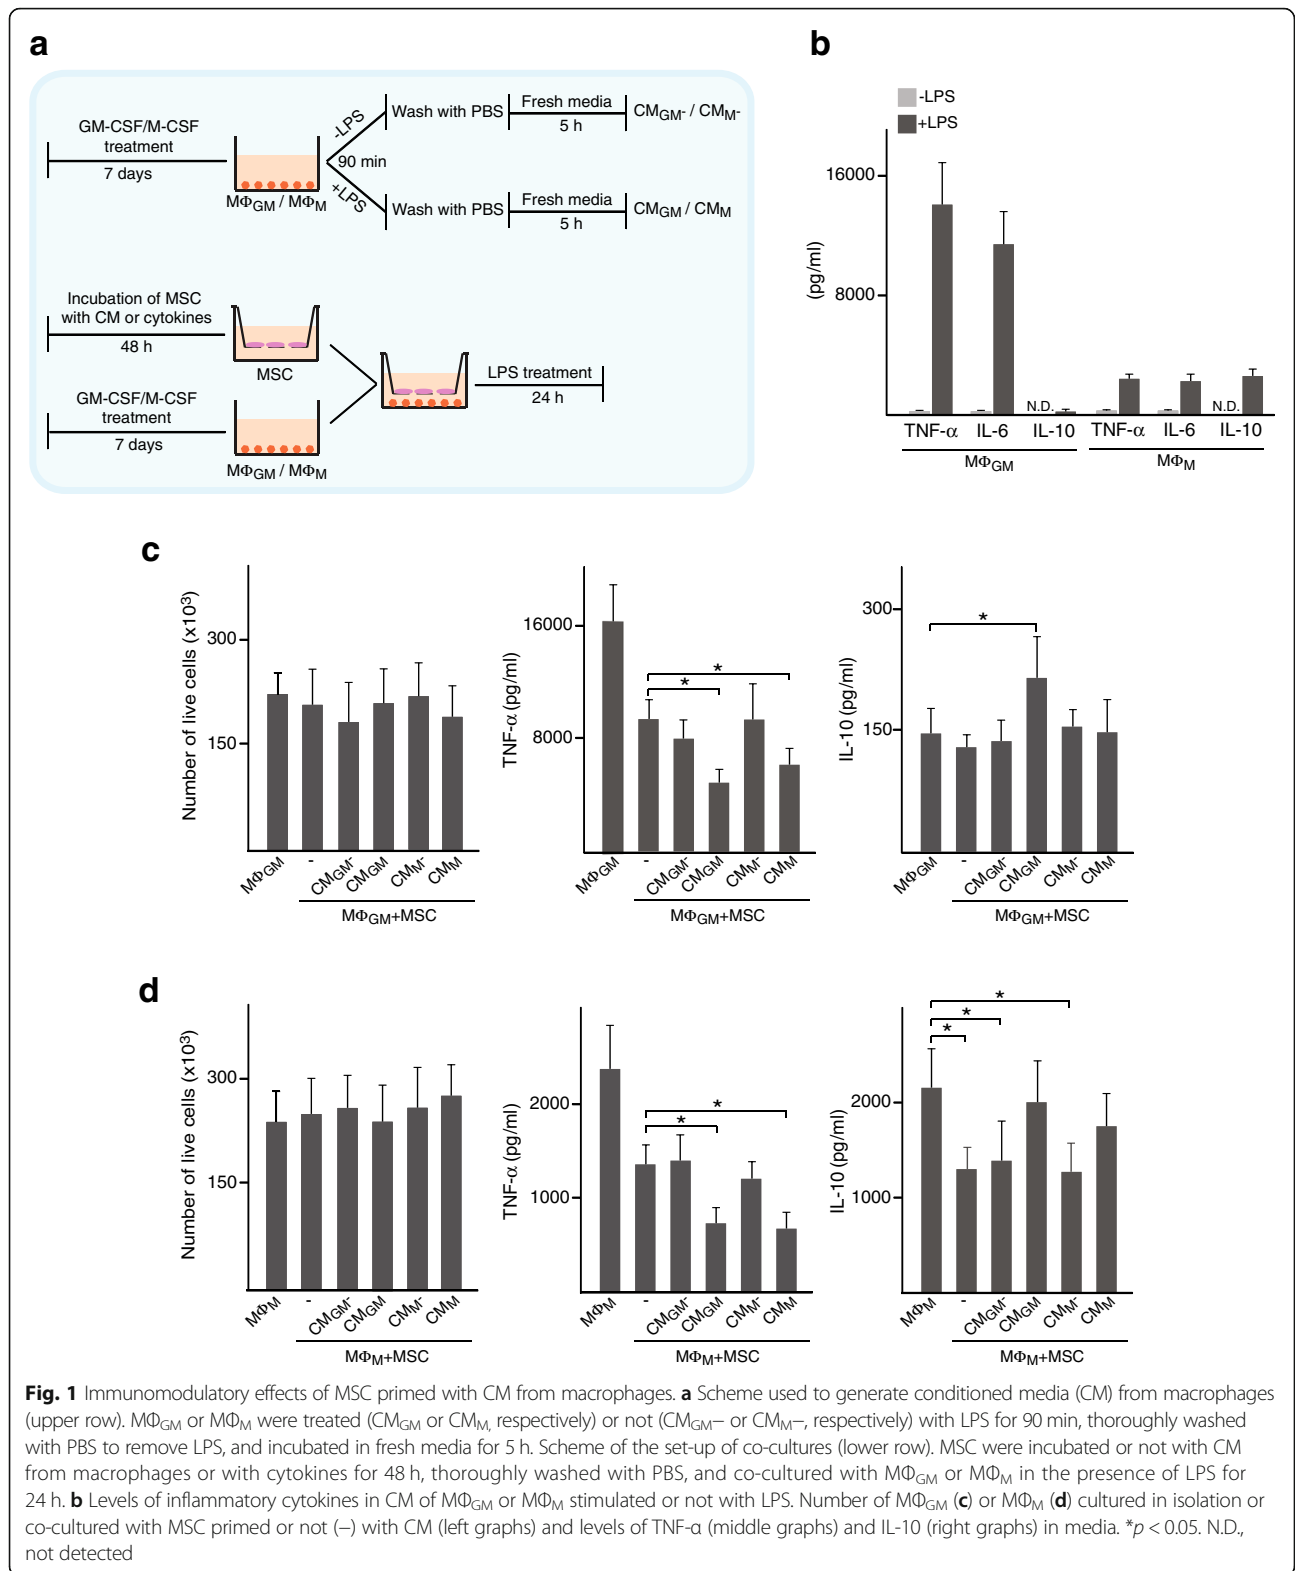 a
GM-CSF/M-CSF
treatment
7 days
MΦGM / MΦM
-LPS
90 min
+LPS
Wash with PBS
Fresh media
5 h
CMGM- / CMM-
Wash with PBS
Fresh media
5 h
CMGM / CMM
Incubation of MSC
with CM or cytokines
48 h
MSC
GM-CSF/M-CSF
treatment
7 days
MΦGM / MΦM
LPS treatment
24 h
b
-LPS
+LPS
(pg/ml)
16000
8000
N.D.
N.D.
TNF-α IL-6 IL-10 TNF-α IL-6 IL-10
MΦGM MΦM
c
Number of live cells (x10³)
300
150
MΦGM - CMGM- CMGM CMM- CMM
MΦGM+MSC
TNF-α (pg/ml)
16000
8000
*
*
MΦGM - CMGM- CMGM CMM- CMM
MΦGM+MSC
IL-10 (pg/ml)
300
150
*
MΦGM - CMGM- CMGM CMM- CMM
MΦGM+MSC
d
Number of live cells (x10³)
300
150
MΦM - CMGM- CMGM CMM- CMM
MΦM+MSC
TNF-α (pg/ml)
2000
1000
*
*
MΦM - CMGM- CMGM CMM- CMM
MΦM+MSC
IL-10 (pg/ml)
2000
1000
*
*
*
MΦM - CMGM- CMGM CMM- CMM
MΦM+MSC
Fig. 1 Immunomodulatory effects of MSC primed with CM from macrophages. a Scheme used to generate conditioned media (CM) from macrophages
(upper row). MΦGM or MΦM were treated (CMGM or CMM, respectively) or not (CMGM− or CMM−, respectively) with LPS for 90 min, thoroughly washed
with PBS to remove LPS, and incubated in fresh media for 5 h. Scheme of the set-up of co-cultures (lower row). MSC were incubated or not with CM
from macrophages or with cytokines for 48 h, thoroughly washed with PBS, and co-cultured with MΦGM or MΦM in the presence of LPS for
24 h. b Levels of inflammatory cytokines in CM of MΦGM or MΦM stimulated or not with LPS. Number of MΦGM (c) or MΦM (d) cultured in isolation or
co-cultured with MSC primed or not (−) with CM (left graphs) and levels of TNF-α (middle graphs) and IL-10 (right graphs) in media. *p < 0.05. N.D.,
not detected